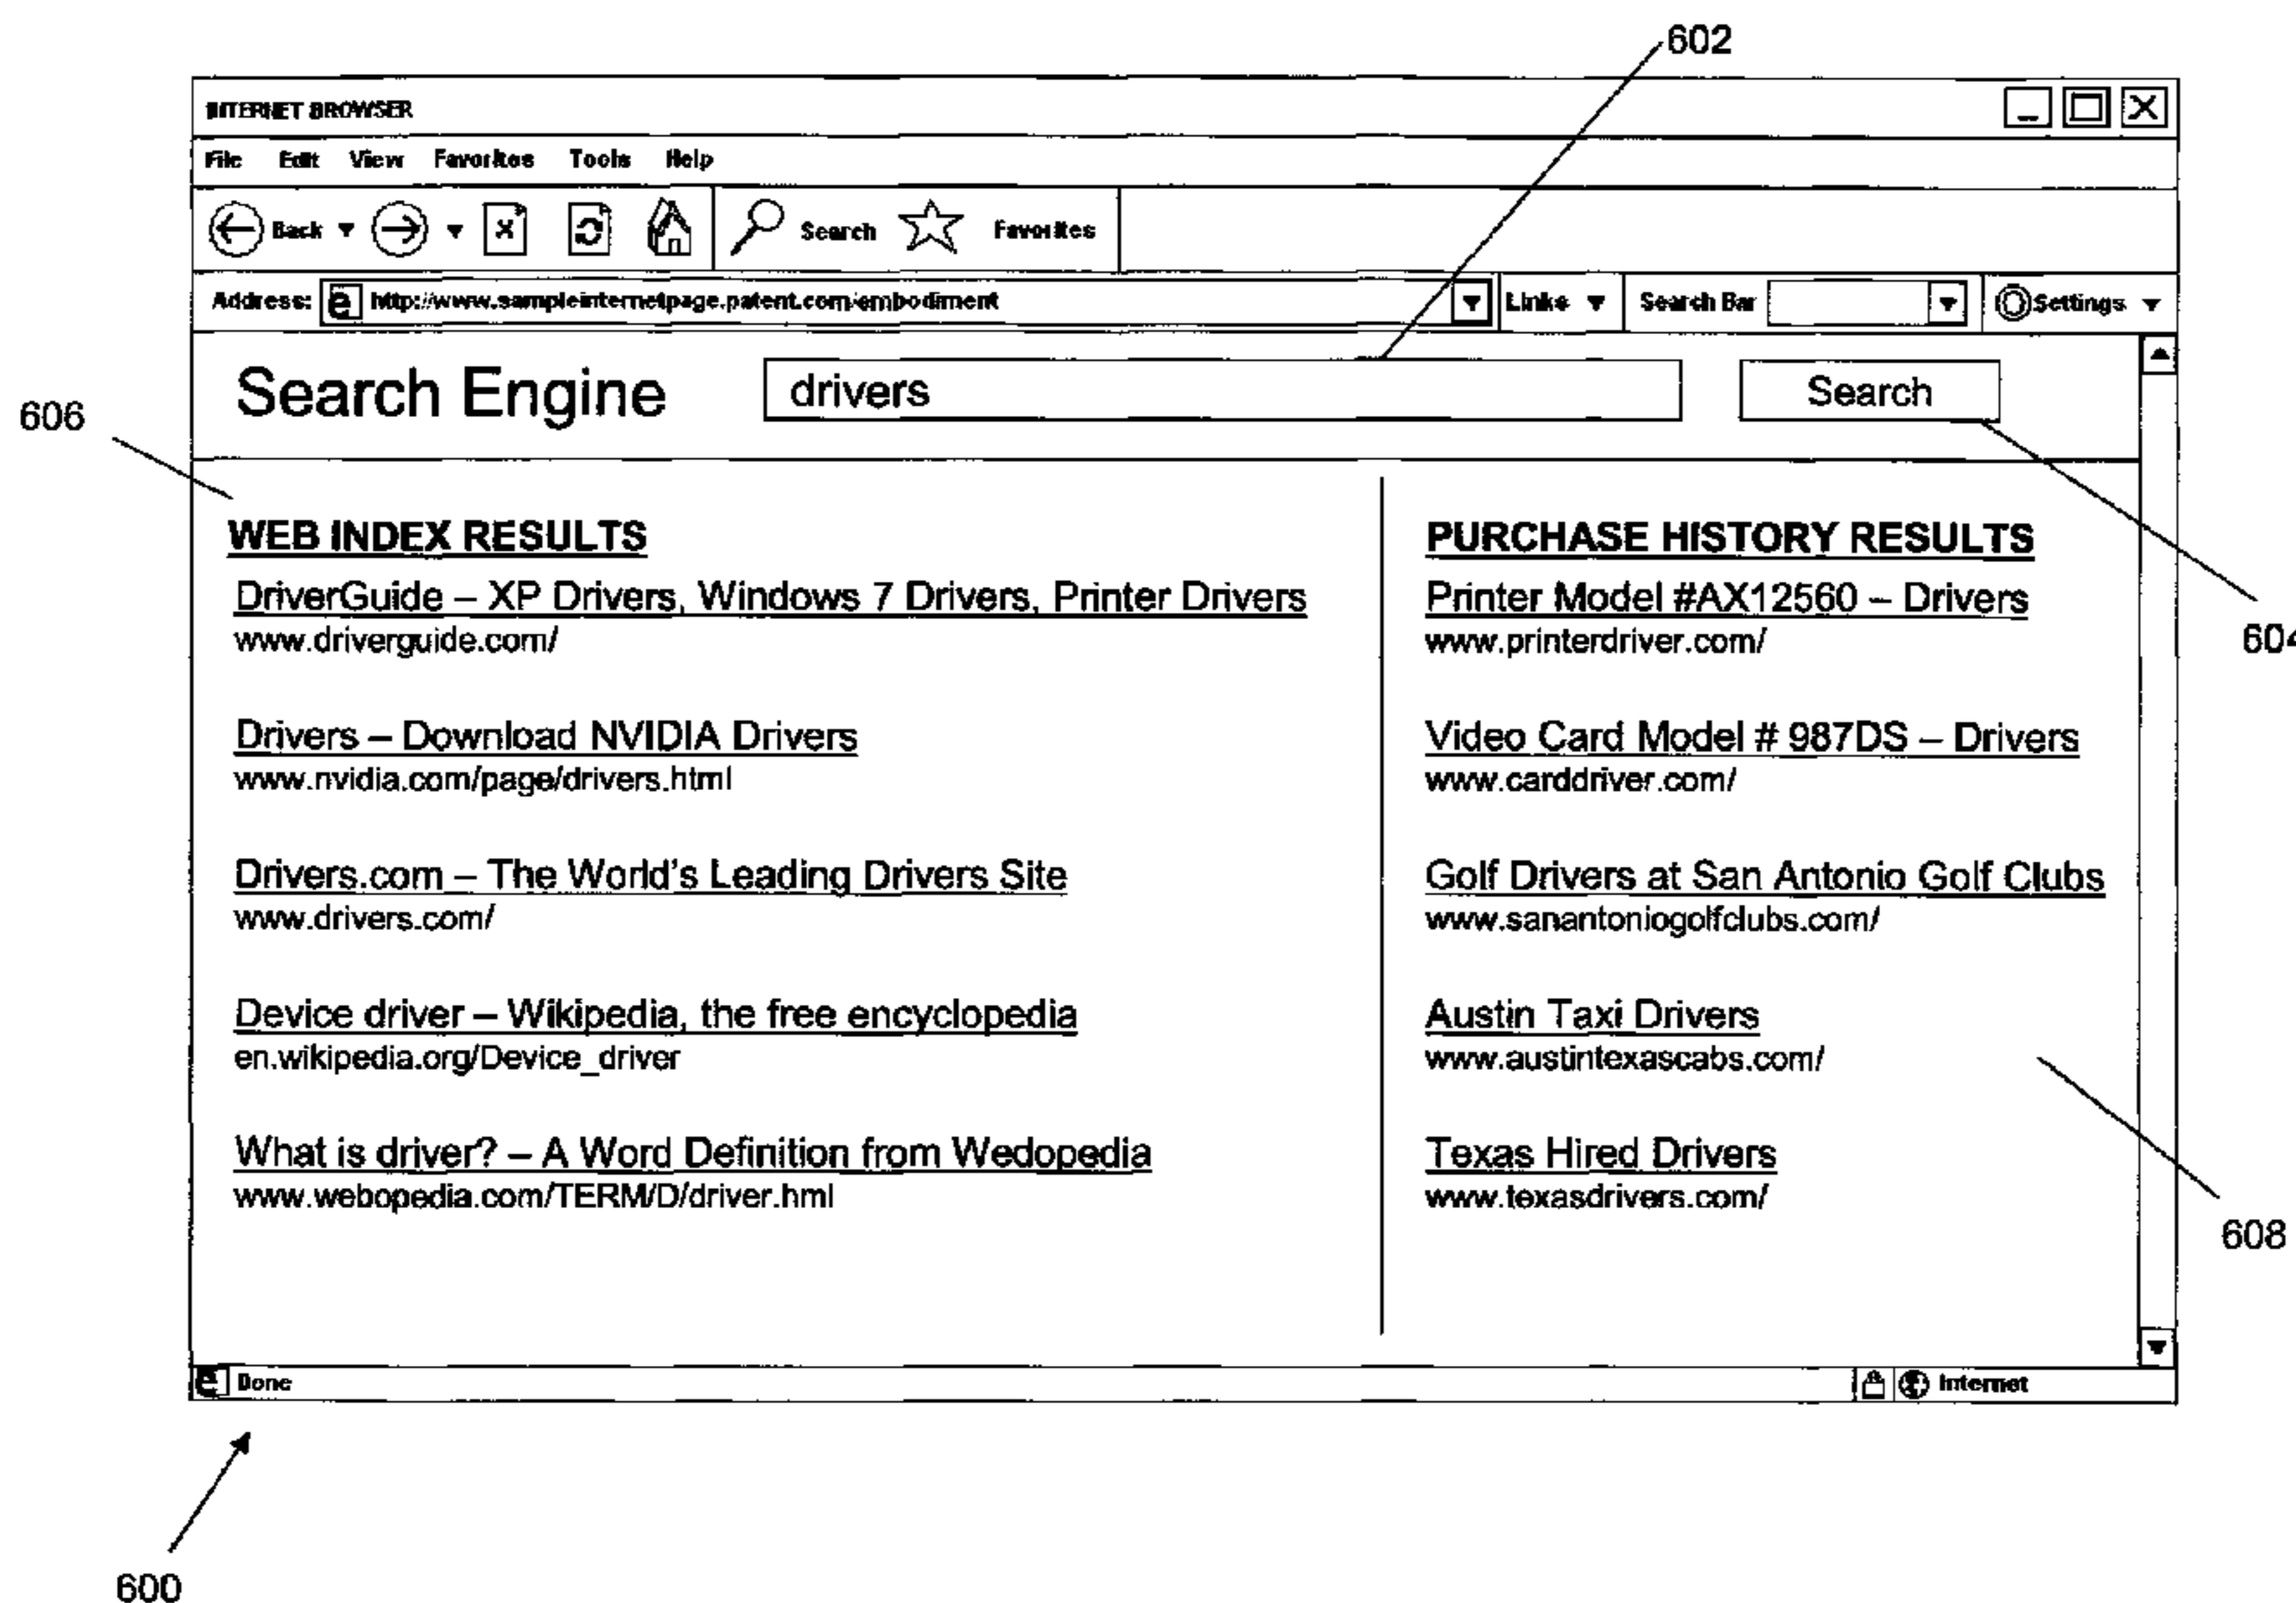 602
INTERNET BROWSER
File Edit View Favorites Tools Help
Back Search Favorites
Address: e http://www.sampleinternetpage.patent.com/embodiment Links Search Bar Settings
Search Engine drivers Search
606
WEB INDEX RESULTS
DriverGuide – XP Drivers, Windows 7 Drivers, Printer Drivers
www.driverguide.com/
Drivers – Download NVIDIA Drivers
www.nvidia.com/page/drivers.html
Drivers.com – The World's Leading Drivers Site
www.drivers.com/
Device driver – Wikipedia, the free encyclopedia
en.wikipedia.org/Device_driver
What is driver? – A Word Definition from Wedopedia
www.webopedia.com/TERM/D/driver.hml
PURCHASE HISTORY RESULTS
Printer Model #AX12560 – Drivers
www.printerdriver.com/
604
Video Card Model # 987DS – Drivers
www.carddriver.com/
Golf Drivers at San Antonio Golf Clubs
www.sanantoniogolfclubs.com/
Austin Taxi Drivers
www.austintexascabs.com/
Texas Hired Drivers
www.texasdrivers.com/
608
e Done Internet
600